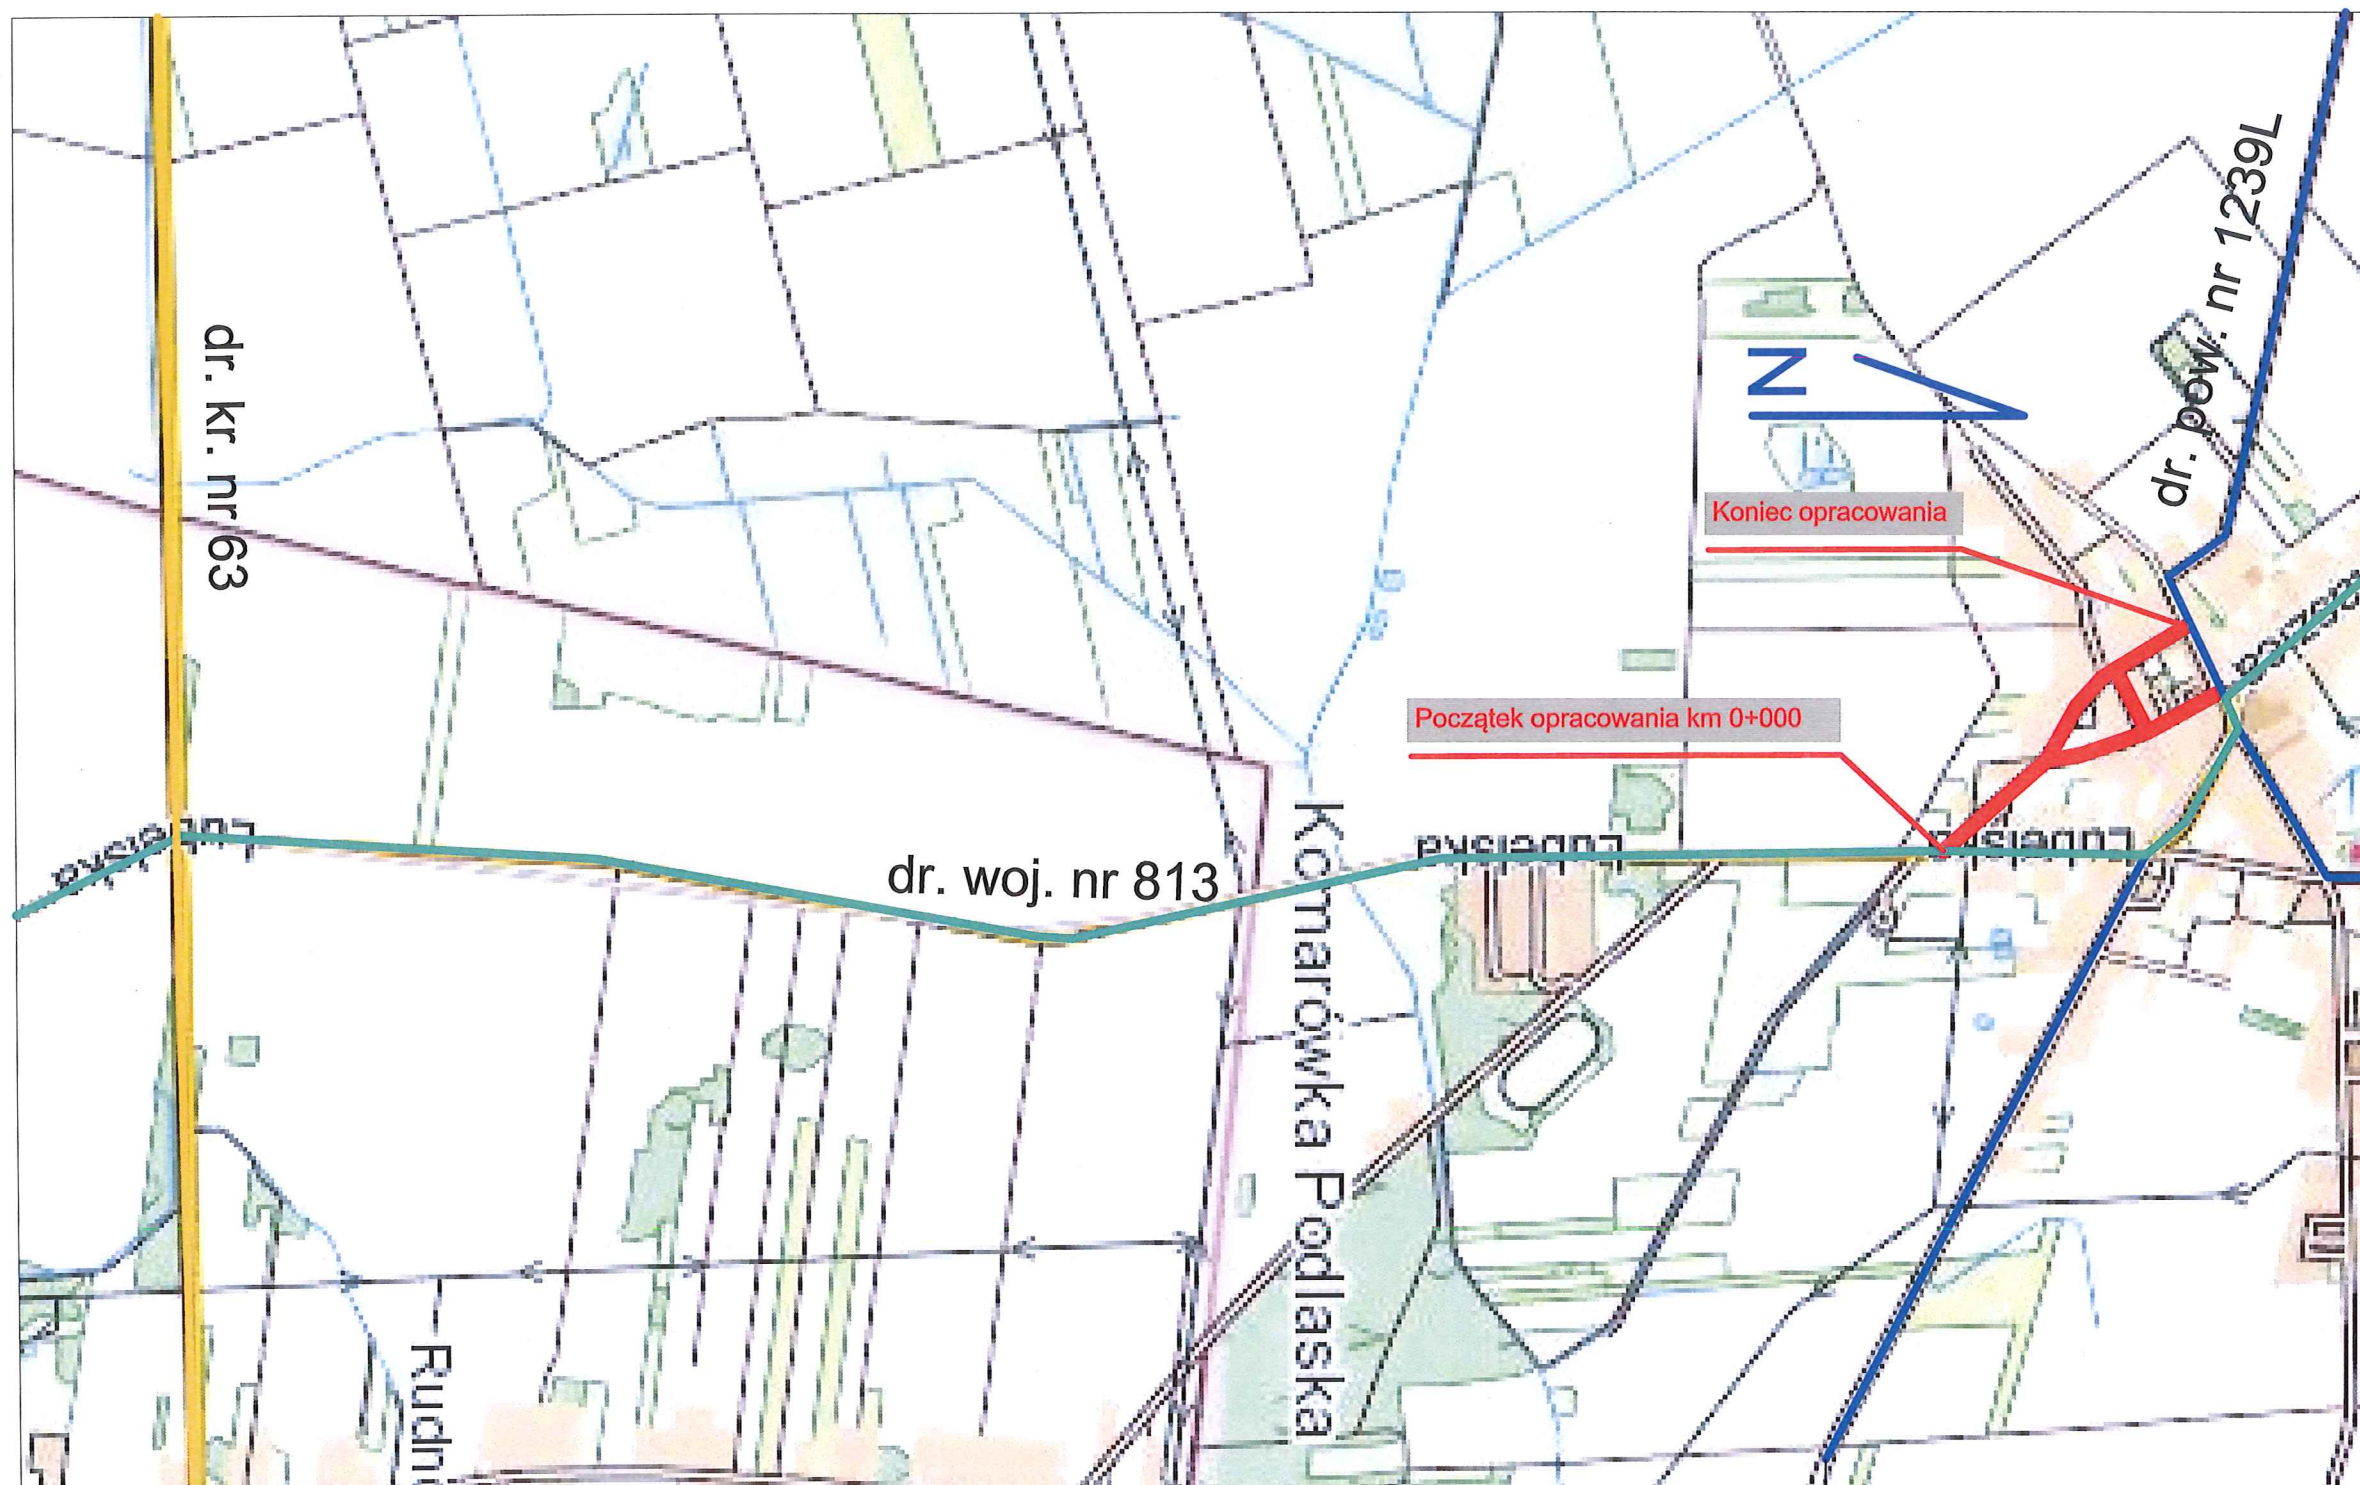 dr. pow. nr 1239L
dr. kr. nr 63
N
Koniec opracowania
Początek opracowania km 0+000
Lubelska
Lubelska
Lubelska
dr. woj. nr 813
Komarówka Podlaska